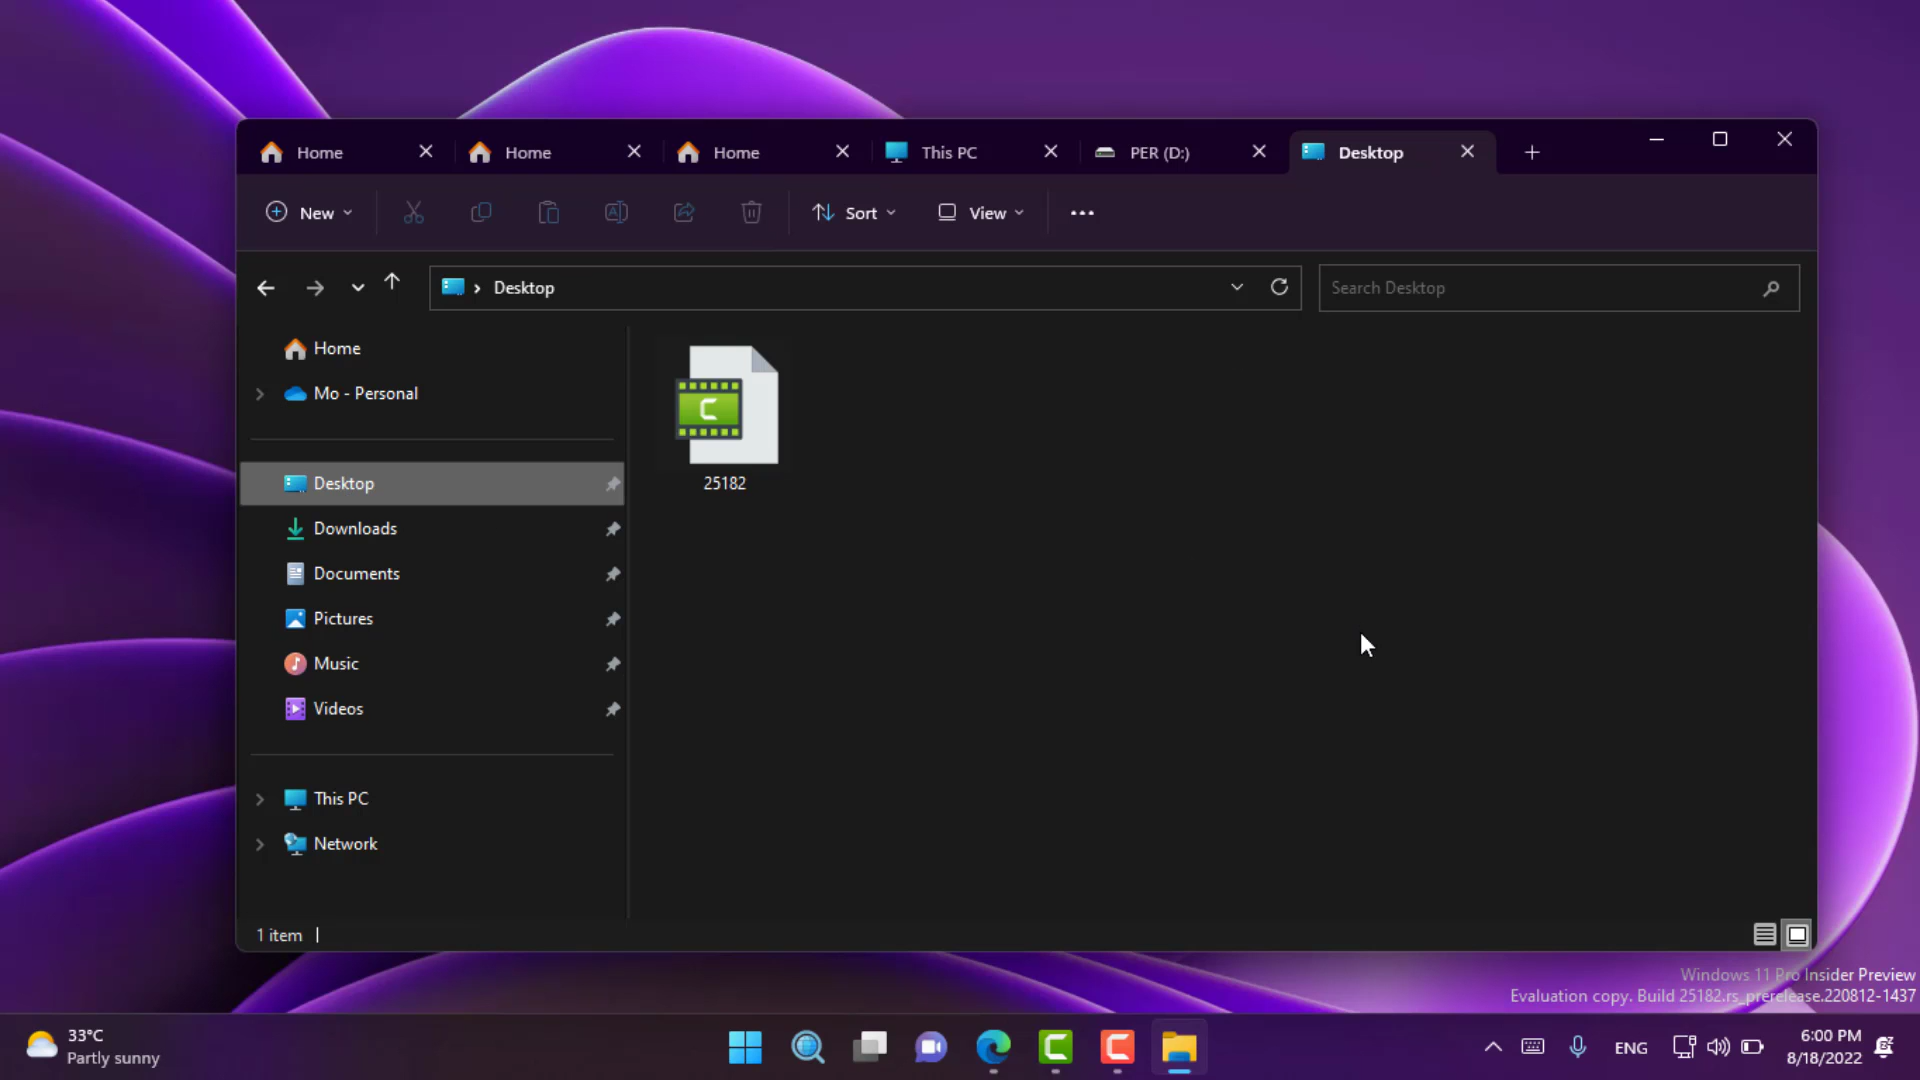 Home
Home
Home
This PC
PER (D:)
Desktop
New
Sort
View
Desktop
Search Desktop
Home
Mo - Personal
Desktop
Downloads
Documents
Pictures
Music
Videos
This PC
Network
25182
1 item
Windows 11 Pro Insider Preview
Evaluation copy. Build 25182.rs_prerelease.220812-1437
33°C
Partly sunny
ENG
6:00 PM
8/18/2022